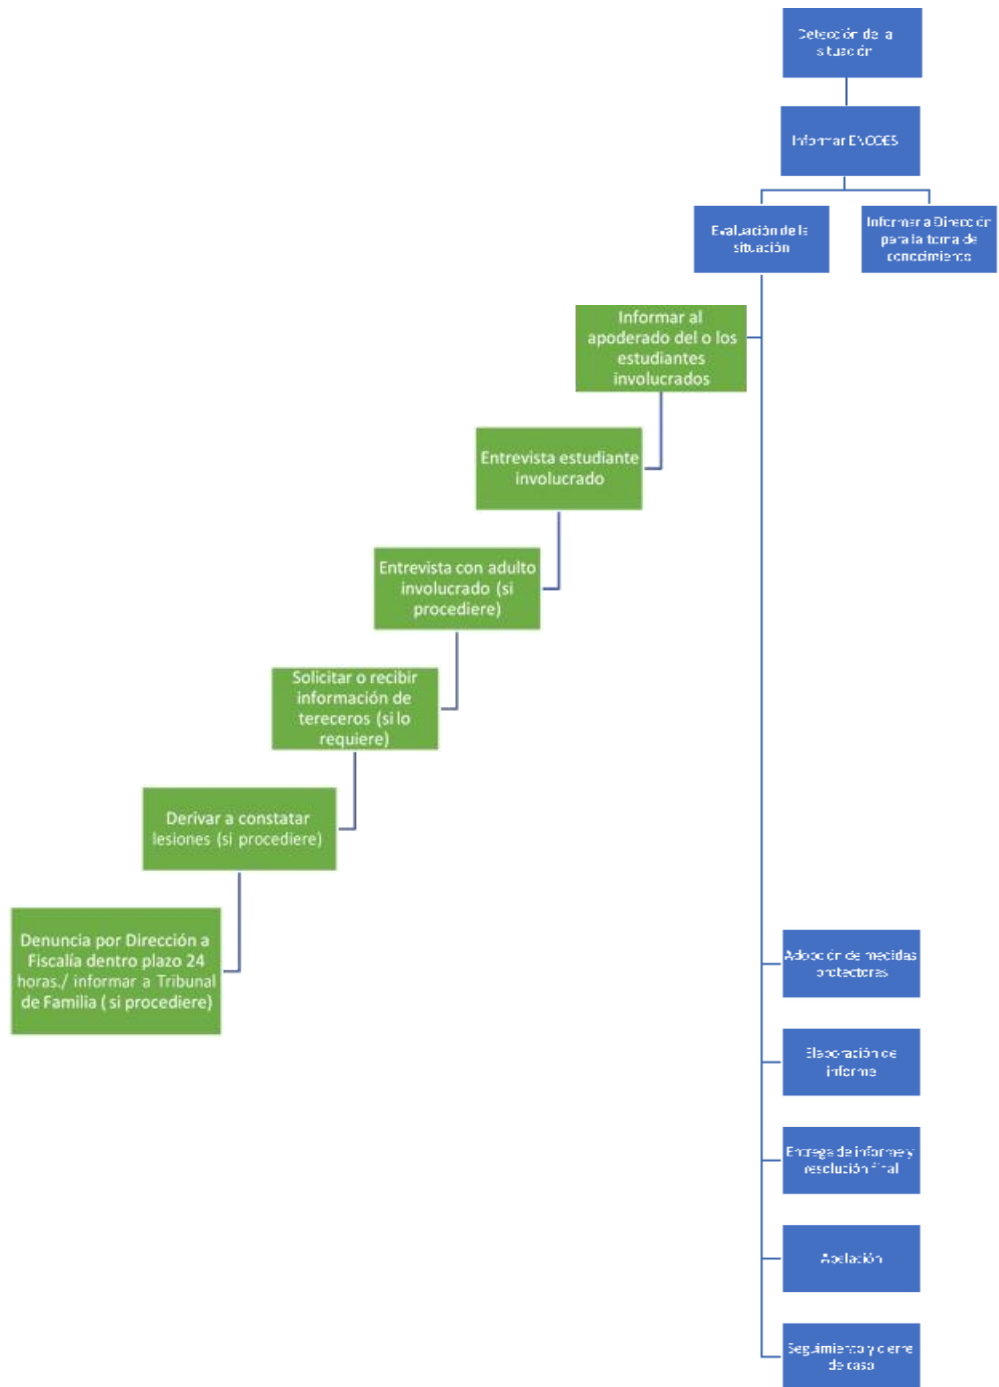 Detección de la
situación
Informar ENCOES
Evaluación de la
situación
Informar a Dirección
para la toma de
conocimiento
Informar al
apoderado del o los
estudiantes
involucrados
Entrevista estudiante
involucrado
Entrevista con adulto
involucrado (si
procediere)
Solicitar o recibir
información de
tereceros (si lo
requiere)
Derivar a constatar
lesiones (si procediere)
Denuncia por Dirección a
Fiscalía dentro plazo 24
horas./ informar a Tribunal
de Familia ( si procediere)
Adopción de medidas
protectores
Elaboración de
informe
Entrega de informe y
resolución final
Apelación
Seguimiento y cierre
de caso